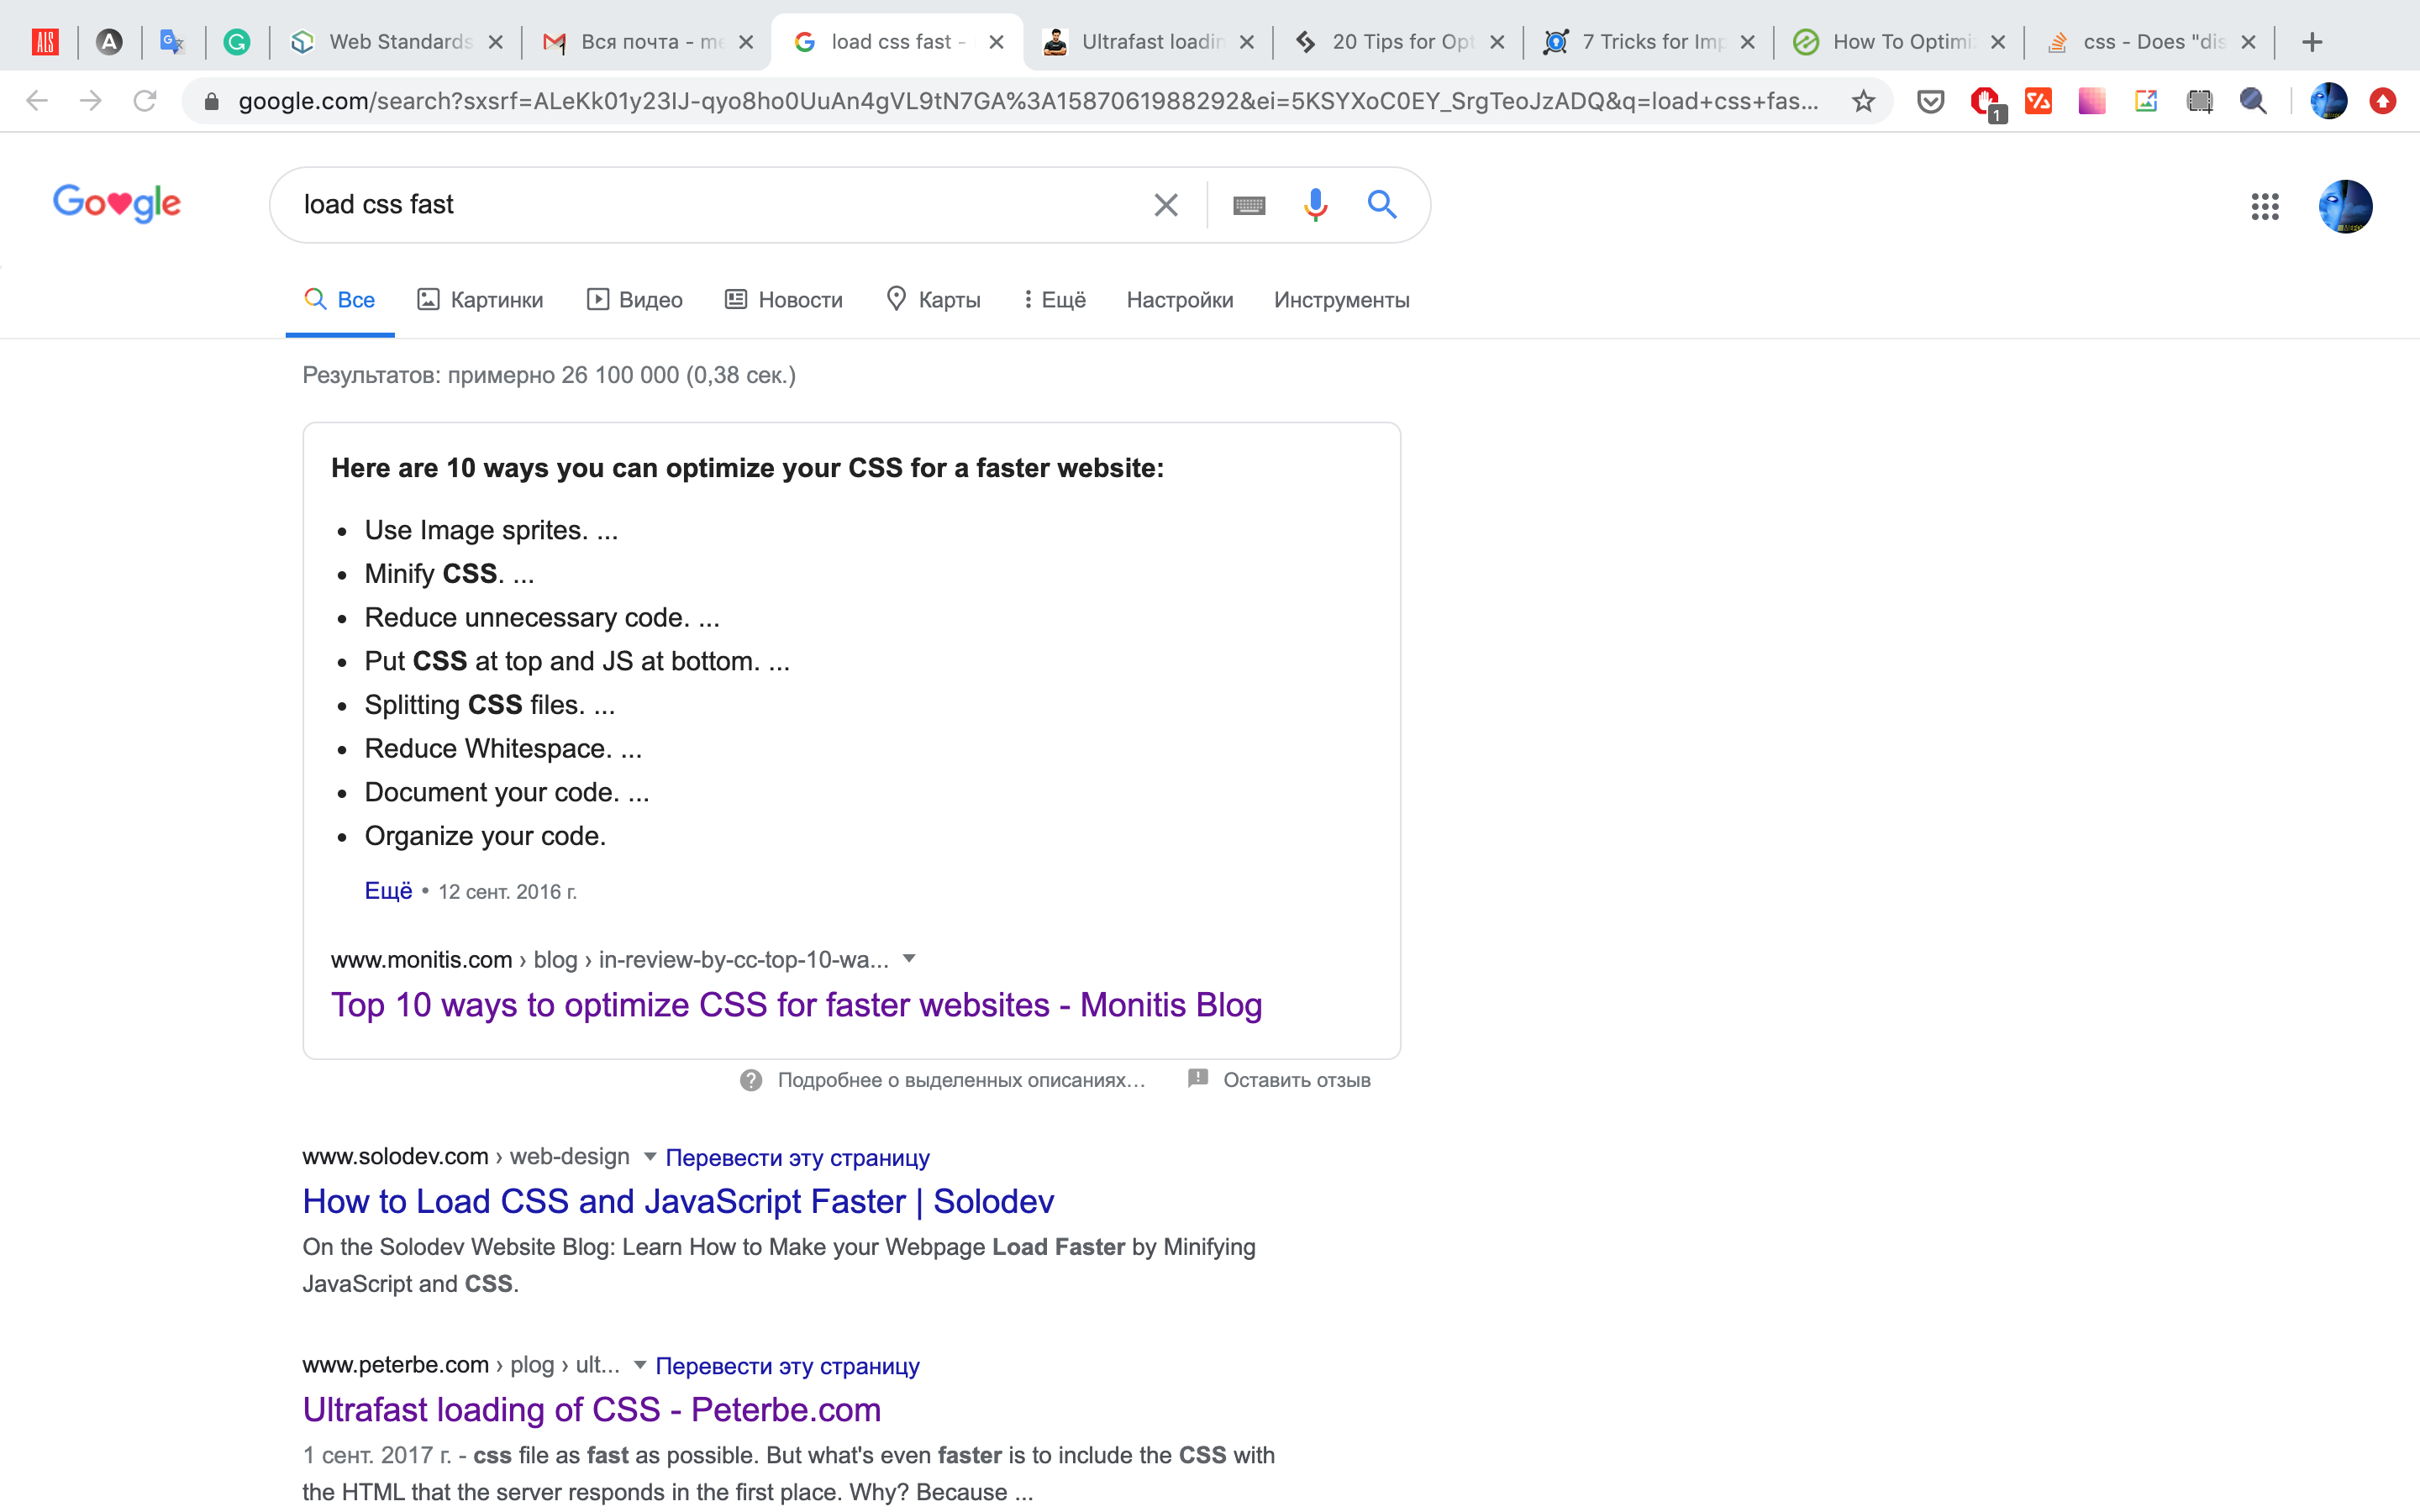 ALS
Web Standards
Вся почта - me
load css fast -
Ultrafast loadin
20 Tips for Opt
7 Tricks for Imp
How To Optimi
css - Does "dis
google.com/search?sxsrf=ALeKk01y23IJ-qyo8ho0UuAn4gVL9tN7GA%3A1587061988292&ei=5KSYXoC0EY_SrgTeoJzADQ&q=load+css+fas...
1
Google
load css fast
Все
Картинки
Видео
Новости
Карты
Ещё
Настройки
Инструменты
Результатов: примерно 26 100 000 (0,38 сек.)
Here are 10 ways you can optimize your CSS for a faster website:
• Use Image sprites. ...
• Minify CSS. ...
• Reduce unnecessary code. ...
• Put CSS at top and JS at bottom. ...
• Splitting CSS files. ...
• Reduce Whitespace. ...
• Document your code. ...
• Organize your code.
Ещё • 12 сент. 2016 г.
www.monitis.com › blog › in-review-by-cc-top-10-wa...
Top 10 ways to optimize CSS for faster websites - Monitis Blog
Подробнее о выделенных описаниях…
Оставить отзыв
www.solodev.com › web-design Перевести эту страницу
How to Load CSS and JavaScript Faster | Solodev
On the Solodev Website Blog: Learn How to Make your Webpage Load Faster by Minifying
JavaScript and CSS.
www.peterbe.com › plog › ult... Перевести эту страницу
Ultrafast loading of CSS - Peterbe.com
1 сент. 2017 г. - css file as fast as possible. But what's even faster is to include the CSS with
the HTML that the server responds in the first place. Why? Because ...